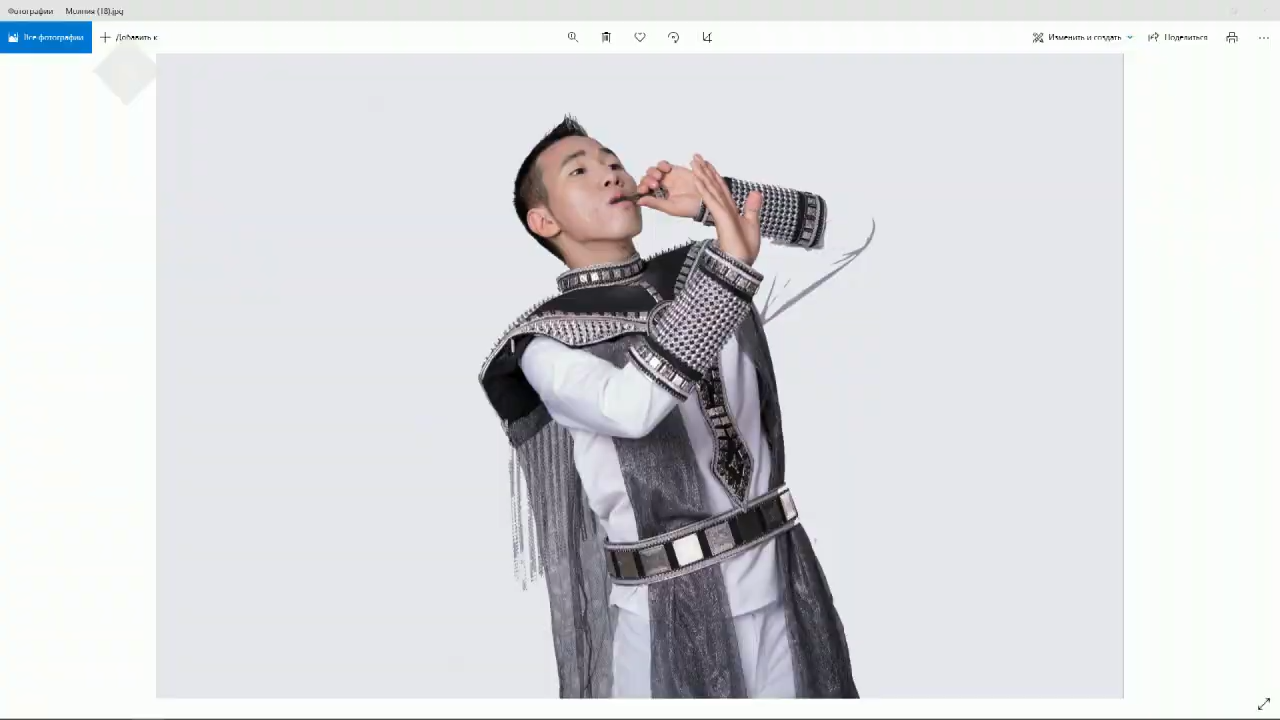 Фотографии Молния (18).jpg
Все фотографии Добавить к
Изменить и создать Поделиться